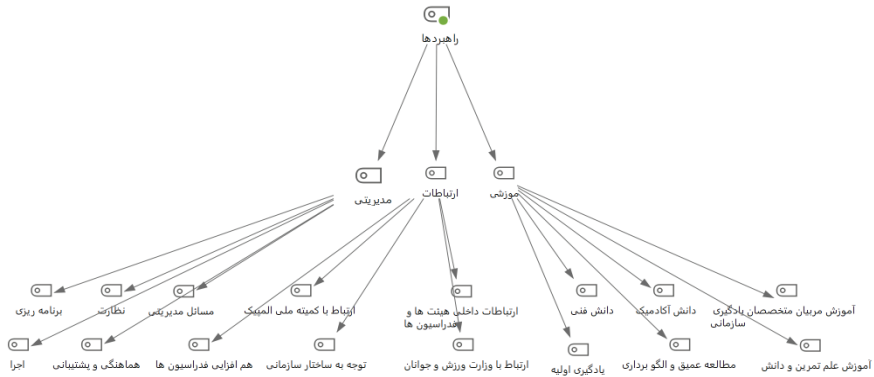 راهبردها
مدیریتی
ارتباطات
موزشی
برنامه ریزی
نظارت
مسائل مدیریتی
ارتباط با کمیته ملی المپیک
ارتباطات داخلی هیئت ها و
فدراسیون ها
دانش فنی
دانش آکادمیک
آموزش مربیان متخصصان یادگیری
سازمانی
اجرا
هماهنگی و پشتیبانی
هم افزایی فدراسیون ها
توجه به ساختار سازمانی
ارتباط با وزارت ورزش و جوانان
یادگیری اولیه
مطالعه عمیق و الگو برداری
آموزش علم تمرین و دانش